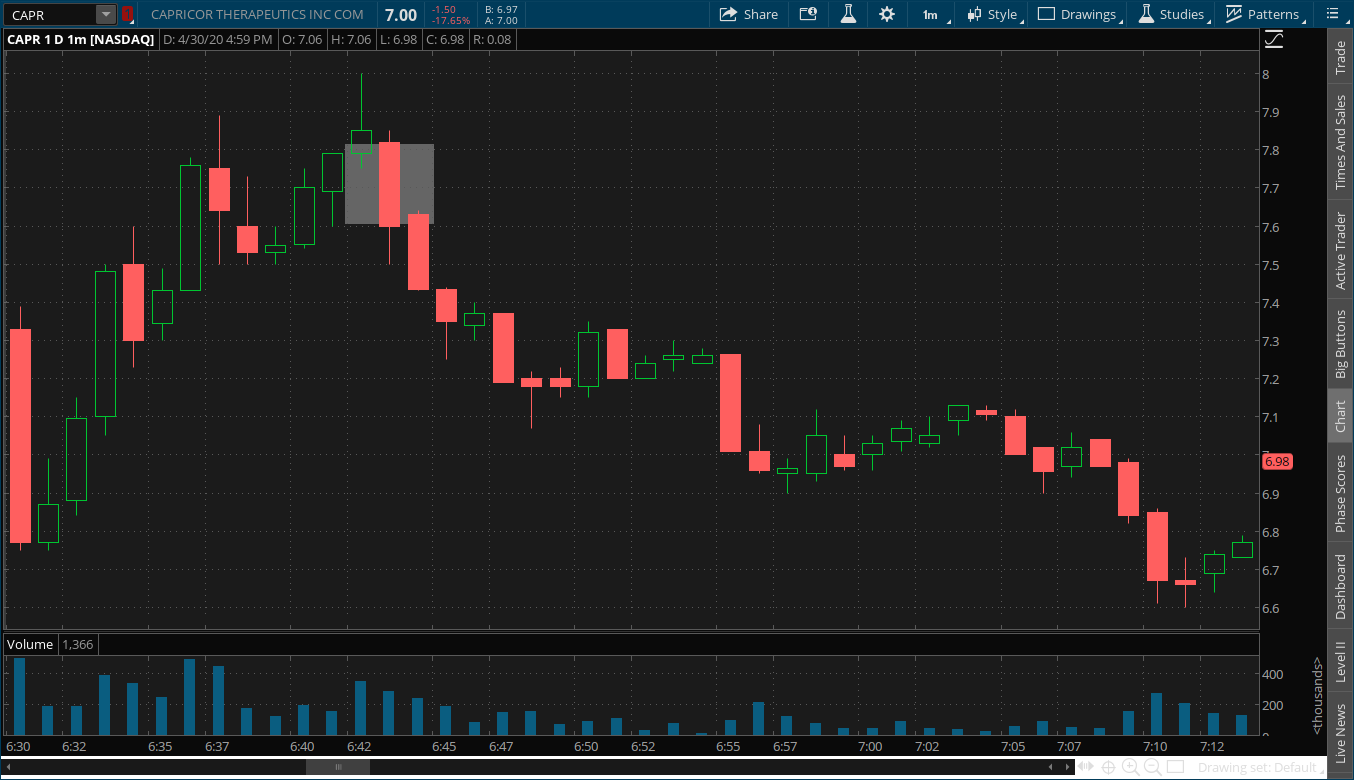 CAPR 1 CAPRICOR THERAPEUTICS INC COM 7.00 -1.50 B: 6.97 Share 1m Style Drawings Studies Patterns
-17.65% A: 7.00
CAPR 1 D 1m [NASDAQ] D: 4/30/20 4:59 PM O: 7.06 H: 7.06 L: 6.98 C: 6.98 R: 0.08
8
7.9
7.8
7.7
7.6
7.5
7.4
7.3
7.2
7.1
6.98
6.9
6.8
6.7
6.6
Volume 1,366
400
200
0
<thousands>
6:30 6:32 6:35 6:37 6:40 6:42 6:45 6:47 6:50 6:52 6:55 6:57 7:00 7:02 7:05 7:07 7:10 7:12
Drawing set: Default
Trade
Times And Sales
Active Trader
Big Buttons
Chart
Phase Scores
Dashboard
Level II
Live News